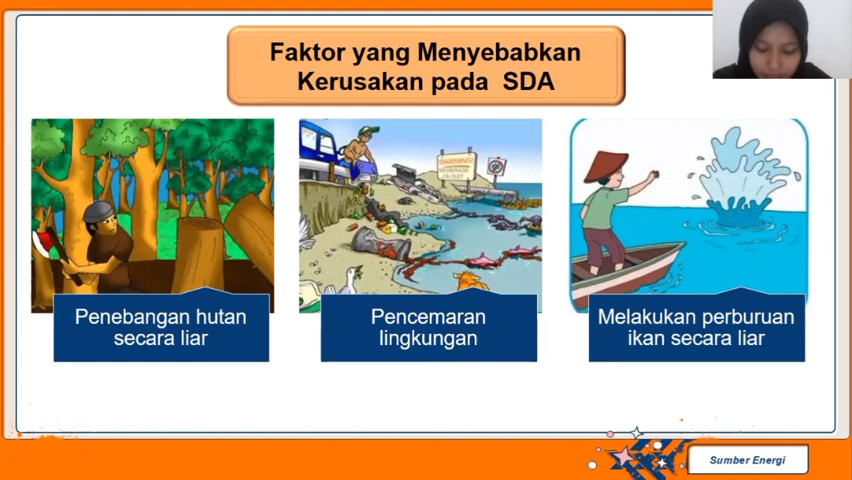 Faktor yang Menyebabkan
Kerusakan pada SDA
WARNING!
Penebangan hutan
secara liar
Pencemaran
lingkungan
Melakukan perburuan
ikan secara liar
Sumber Energi